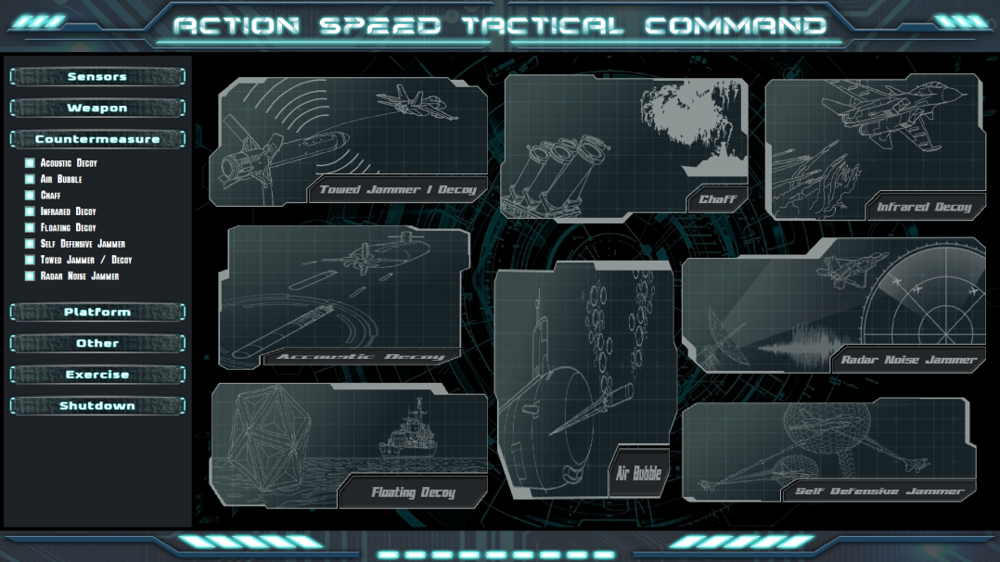 ACTION SPEED TACTICAL COMMAND
Sensors
Weapon
Countermeasure
Acoustic Decoy
Air Bubble
Chaff
Infrared Decoy
Floating Decoy
Self Defensive Jammer
Towed Jammer / Decoy
Radar Noise Jammer
Platform
Other
Exercise
Shutdown
Towed Jammer / Decoy
Chaff
Infrared Decoy
Accoustic Decoy
Air Bubble
Radar Noise Jammer
Floating Decoy
Self Defensive Jammer